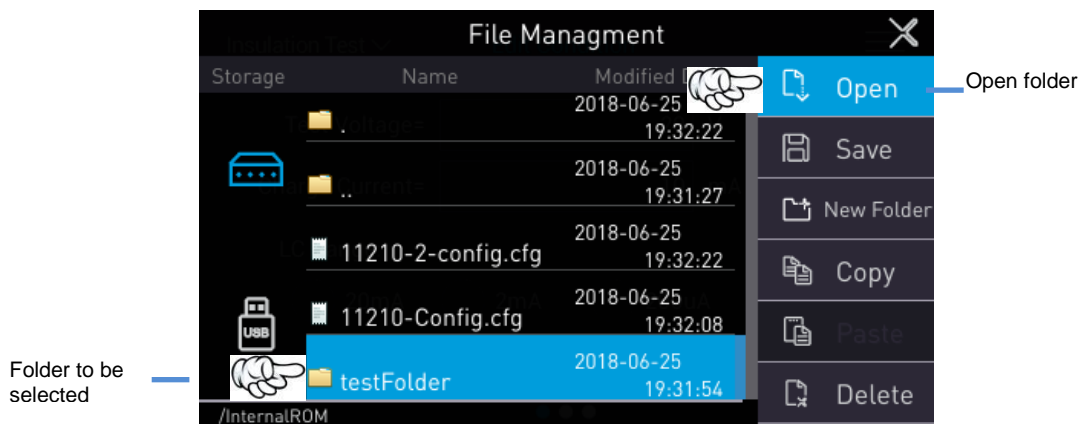 File Managment
Storage Name Modified D
. 2018-06-25
19:32:22
.. 2018-06-25
19:31:27
11210-2-config.cfg 2018-06-25
19:32:22
11210-Config.cfg 2018-06-25
19:32:08
testFolder 2018-06-25
19:31:54
USB
/InternalROM
Open
Save
New Folder
Copy
Paste
Delete
Open folder
Folder to be
selected